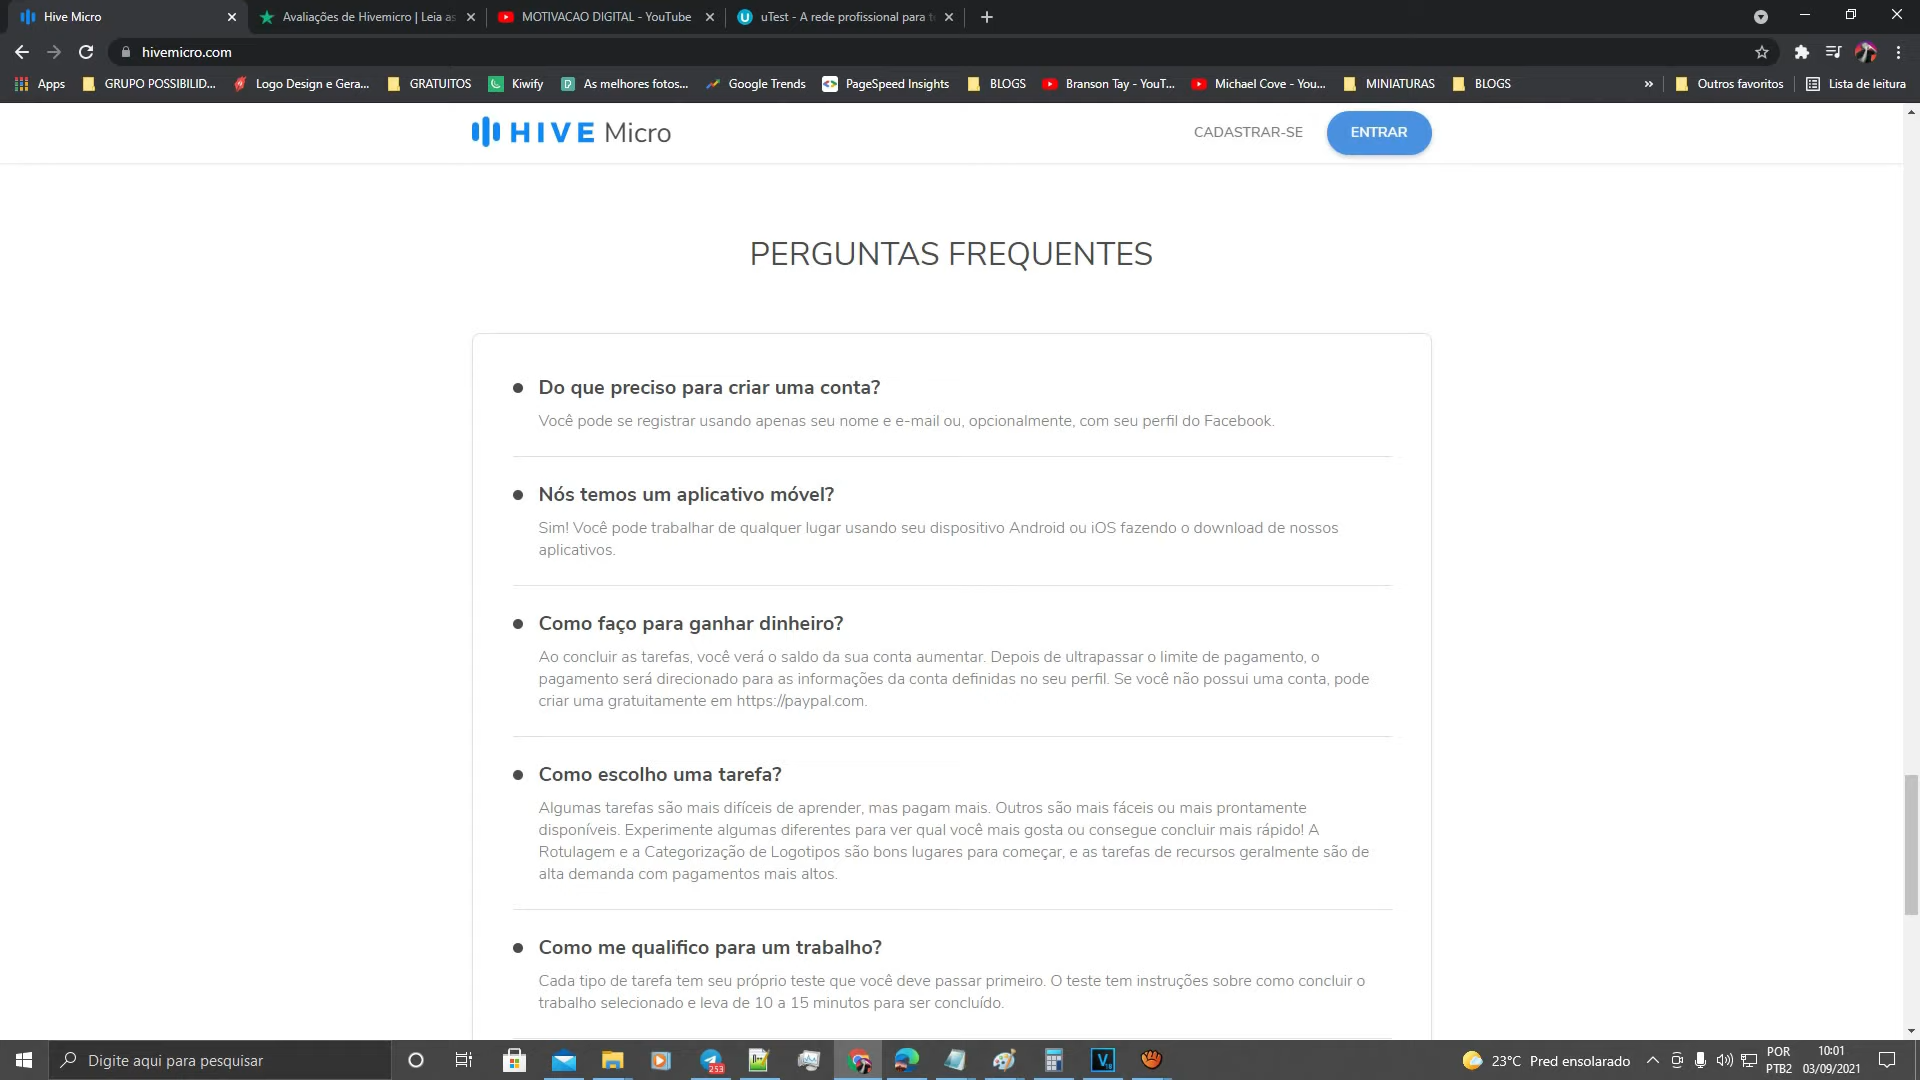 Hive Micro
Avaliações de Hivemicro | Leia as
MOTIVACAO DIGITAL - YouTube
uTest - A rede profissional para t
hivemicro.com
Apps
GRUPO POSSIBILID...
Logo Design e Gera...
GRATUITOS
Kiwify
As melhores fotos...
Google Trends
PageSpeed Insights
BLOGS
Branson Tay - YouT...
Michael Cove - You...
MINIATURAS
BLOGS
»
Outros favoritos
Lista de leitura
HIVE Micro
CADASTRAR-SE
ENTRAR
PERGUNTAS FREQUENTES
Do que preciso para criar uma conta?
Você pode se registrar usando apenas seu nome e e-mail ou, opcionalmente, com seu perfil do Facebook.
Nós temos um aplicativo móvel?
Sim! Você pode trabalhar de qualquer lugar usando seu dispositivo Android ou iOS fazendo o download de nossos
aplicativos.
Como faço para ganhar dinheiro?
Ao concluir as tarefas, você verá o saldo da sua conta aumentar. Depois de ultrapassar o limite de pagamento, o
pagamento será direcionado para as informações da conta definidas no seu perfil. Se você não possui uma conta, pode
criar uma gratuitamente em https://paypal.com.
Como escolho uma tarefa?
Algumas tarefas são mais difíceis de aprender, mas pagam mais. Outros são mais fáceis ou mais prontamente
disponíveis. Experimente algumas diferentes para ver qual você mais gosta ou consegue concluir mais rápido! A
Rotulagem e a Categorização de Logotipos são bons lugares para começar, e as tarefas de recursos geralmente são de
alta demanda com pagamentos mais altos.
Como me qualifico para um trabalho?
Cada tipo de tarefa tem seu próprio teste que você deve passar primeiro. O teste tem instruções sobre como concluir o
trabalho selecionado e leva de 10 a 15 minutos para ser concluído.
Digite aqui para pesquisar
253
23°C Pred ensolarado
POR
PTB2
10:01
03/09/2021